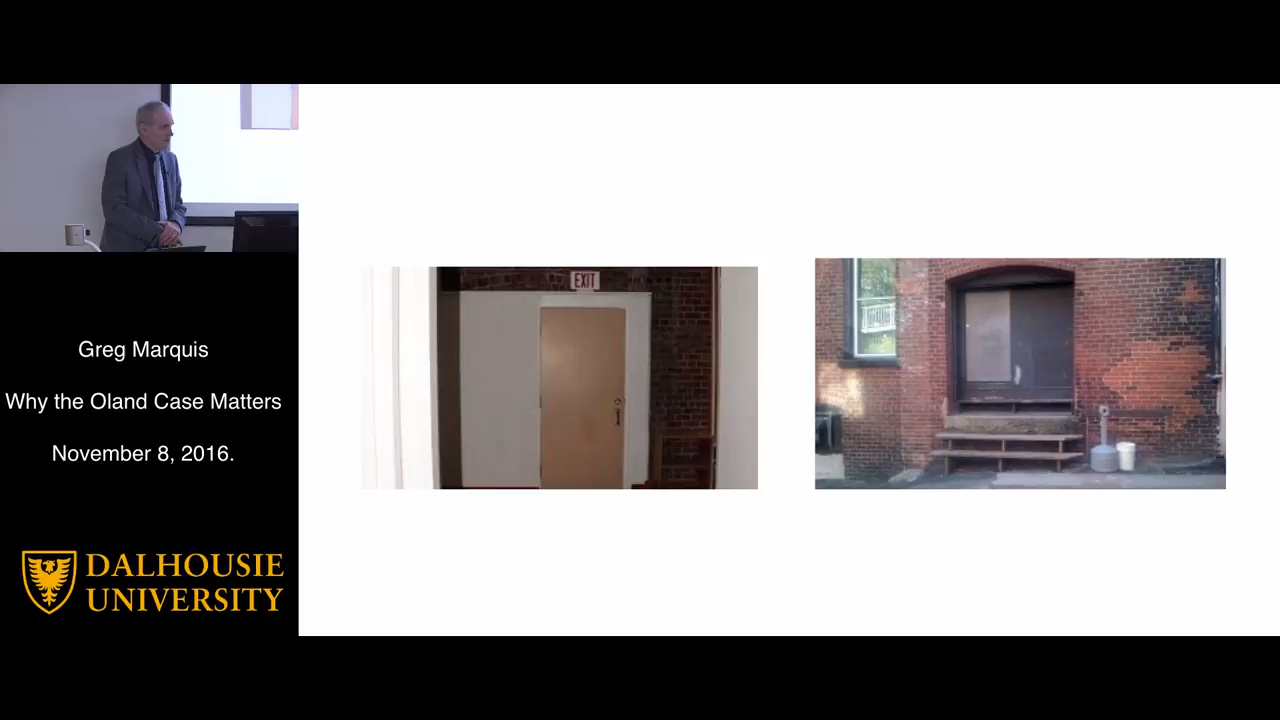 EXIT
Greg Marquis
Why the Oland Case Matters
November 8, 2016.
DALHOUSIE
UNIVERSITY